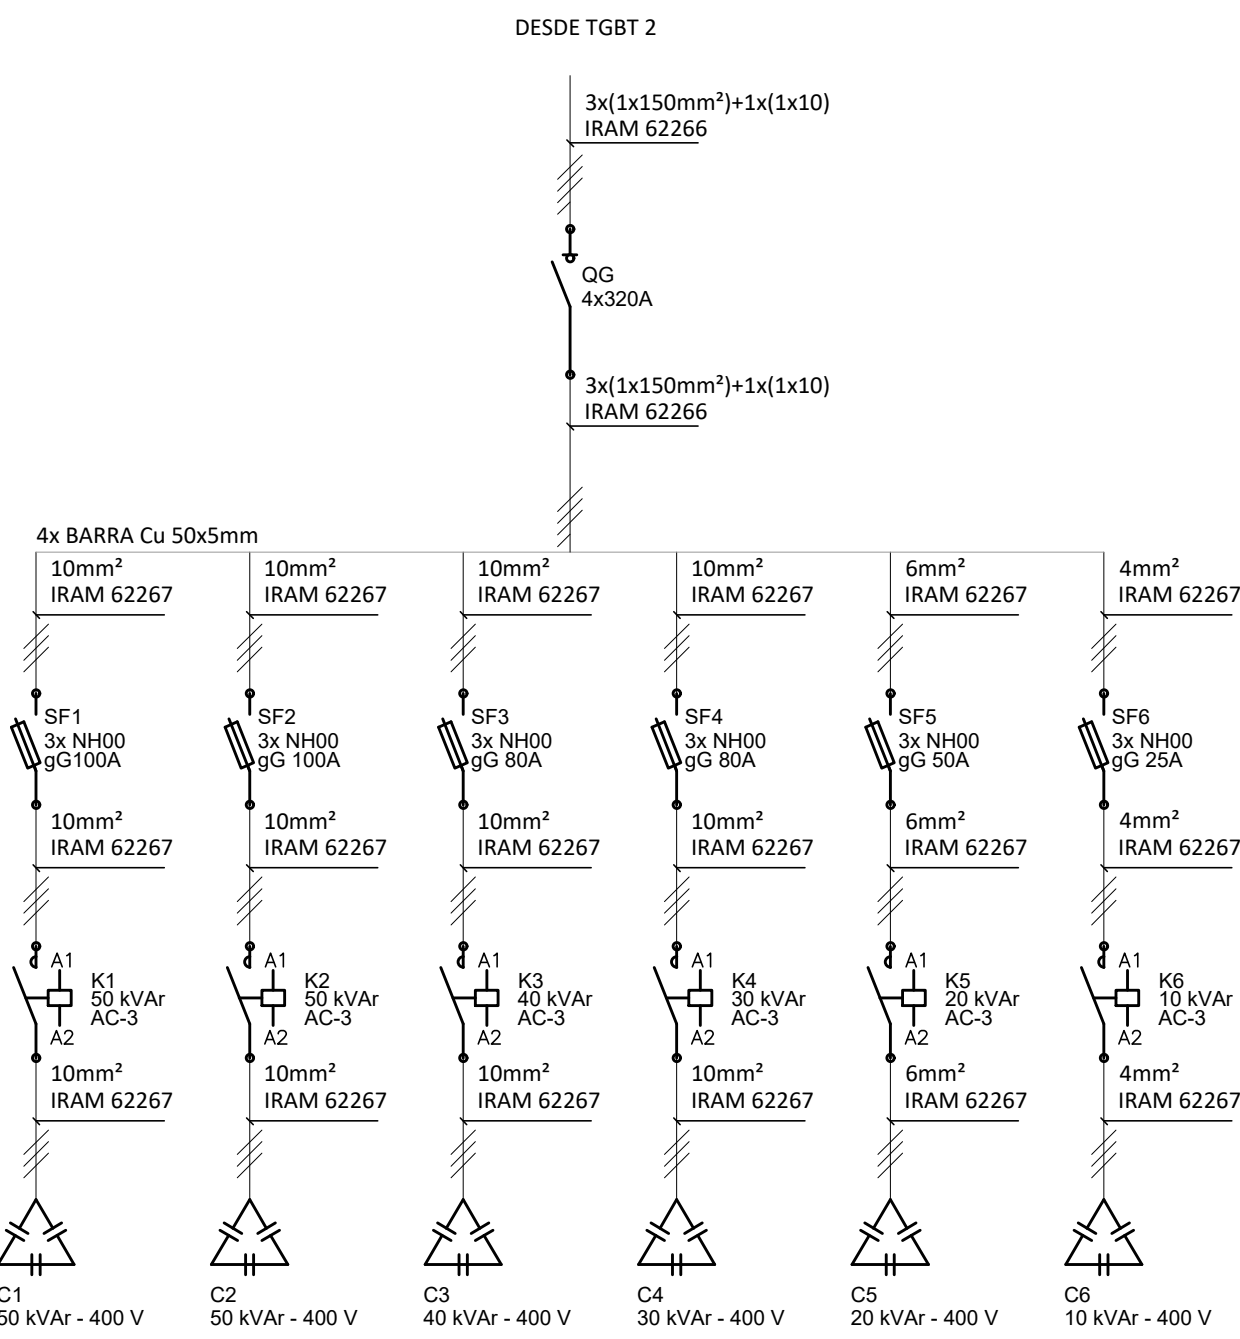 DESDE TGBT 2
3x(1x150mm²)+1x(1x10)
IRAM 62266
QG
4x320A
3x(1x150mm²)+1x(1x10)
IRAM 62266
4x BARRA Cu 50x5mm
10mm²
IRAM 62267
10mm²
IRAM 62267
10mm²
IRAM 62267
10mm²
IRAM 62267
6mm²
IRAM 62267
4mm²
IRAM 62267
SF1
3x NH00
gG100A
SF2
3x NH00
gG 100A
SF3
3x NH00
gG 80A
SF4
3x NH00
gG 80A
SF5
3x NH00
gG 50A
SF6
3x NH00
gG 25A
10mm²
IRAM 62267
10mm²
IRAM 62267
10mm²
IRAM 62267
10mm²
IRAM 62267
6mm²
IRAM 62267
4mm²
IRAM 62267
A1
K1
50 kVAr
AC-3
A2
A1
K2
50 kVAr
AC-3
A2
A1
K3
40 kVAr
AC-3
A2
A1
K4
30 kVAr
AC-3
A2
A1
K5
20 kVAr
AC-3
A2
A1
K6
10 kVAr
AC-3
A2
10mm²
IRAM 62267
10mm²
IRAM 62267
10mm²
IRAM 62267
10mm²
IRAM 62267
6mm²
IRAM 62267
4mm²
IRAM 62267
C1
50 kVAr - 400 V
C2
50 kVAr - 400 V
C3
40 kVAr - 400 V
C4
30 kVAr - 400 V
C5
20 kVAr - 400 V
C6
10 kVAr - 400 V